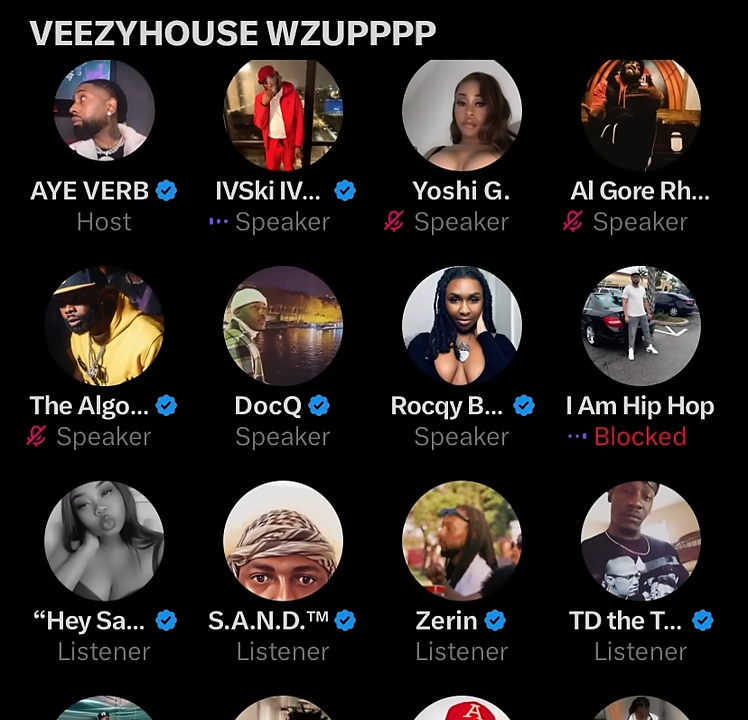 VEEZYHOUSE WZUPPPP
AYE VERB IVSki IV... Yoshi G. Al Gore Rh...
Host Speaker Speaker Speaker
The Algo... DocQ Rocqy B... I Am Hip Hop
Speaker Speaker Speaker Blocked
“Hey Sa... S.A.N.D.™ Zerin TD the T...
Listener Listener Listener Listener
A